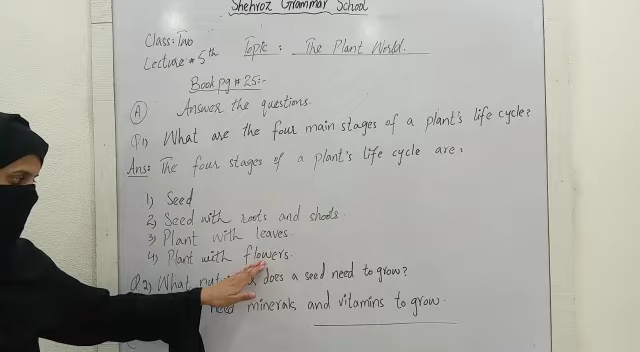 Shehroz Grammar School
Class: Two
Lecture # 5th Topic : The Plant World.
Book pg # 25:-
(A) Answer the questions.
Q1) What are the four main stages of a plant's life cycle?
Ans: The four stages of a plant's life cycle are:
1) Seed
2) Seed with roots and shoots.
3) Plant with leaves.
4) Plant with flowers.
Q2) What does a seed need to grow?
need minerals and vitamins to grow.